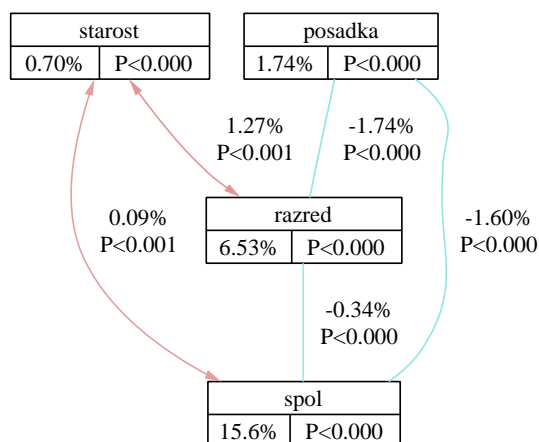 starost
0.70% P<0.000
posadka
1.74% P<0.000
1.27%
P<0.001
-1.74%
P<0.000
razred
6.53% P<0.000
0.09%
P<0.001
-1.60%
P<0.000
-0.34%
P<0.000
spol
15.6% P<0.000